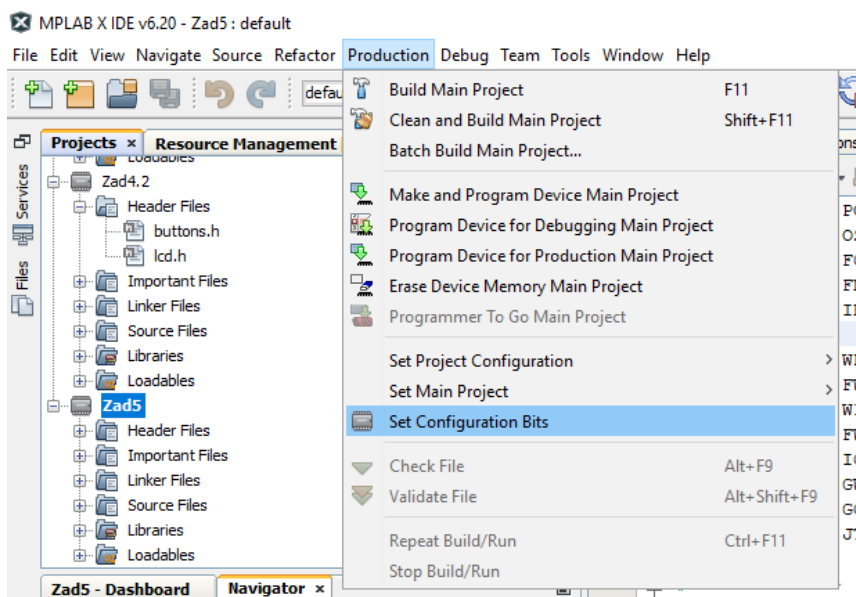 MPLAB X IDE v6.20 - Zad5 : default
File Edit View Navigate Source Refactor Production Debug Team Tools Window Help
defau
Projects × Resource Management
Services
Files
Loadables
Zad4.2
Header Files
buttons.h
lcd.h
Important Files
Linker Files
Source Files
Libraries
Loadables
Zad5
Header Files
Important Files
Linker Files
Source Files
Libraries
Loadables
Zad5 - Dashboard Navigator ×
Build Main Project F11
Clean and Build Main Project Shift+F11
Batch Build Main Project...
Make and Program Device Main Project
Program Device for Debugging Main Project
Program Device for Production Main Project
Erase Device Memory Main Project
Programmer To Go Main Project
Set Project Configuration >
Set Main Project >
Set Configuration Bits
Check File Alt+F9
Validate File Alt+Shift+F9
Repeat Build/Run Ctrl+F11
Stop Build/Run